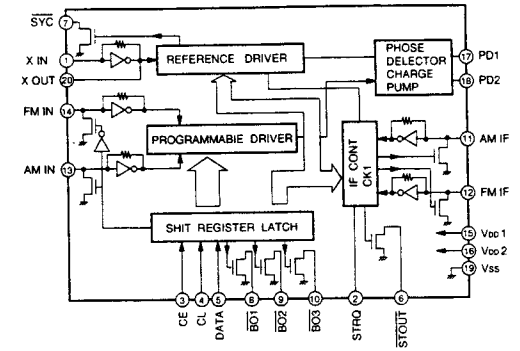 SYC
7
X IN
1
X OUT
20
FM IN
14
AM IN
13
REFERENCE DRIVER
PROGRAMMABIE DRIVER
SHIT REGISTER LATCH
PHOSE
DELECTOR
CHARGE
PUMP
IF CONT
CK1
17 PD1
18 PD2
11 AM IF
12 FM IF
15 VDD 1
16 VDD 2
19 VSS
3 4 5 8 9 10 2 6
CE CL DATA BO1 BO2 BO3 STRQ STOUT